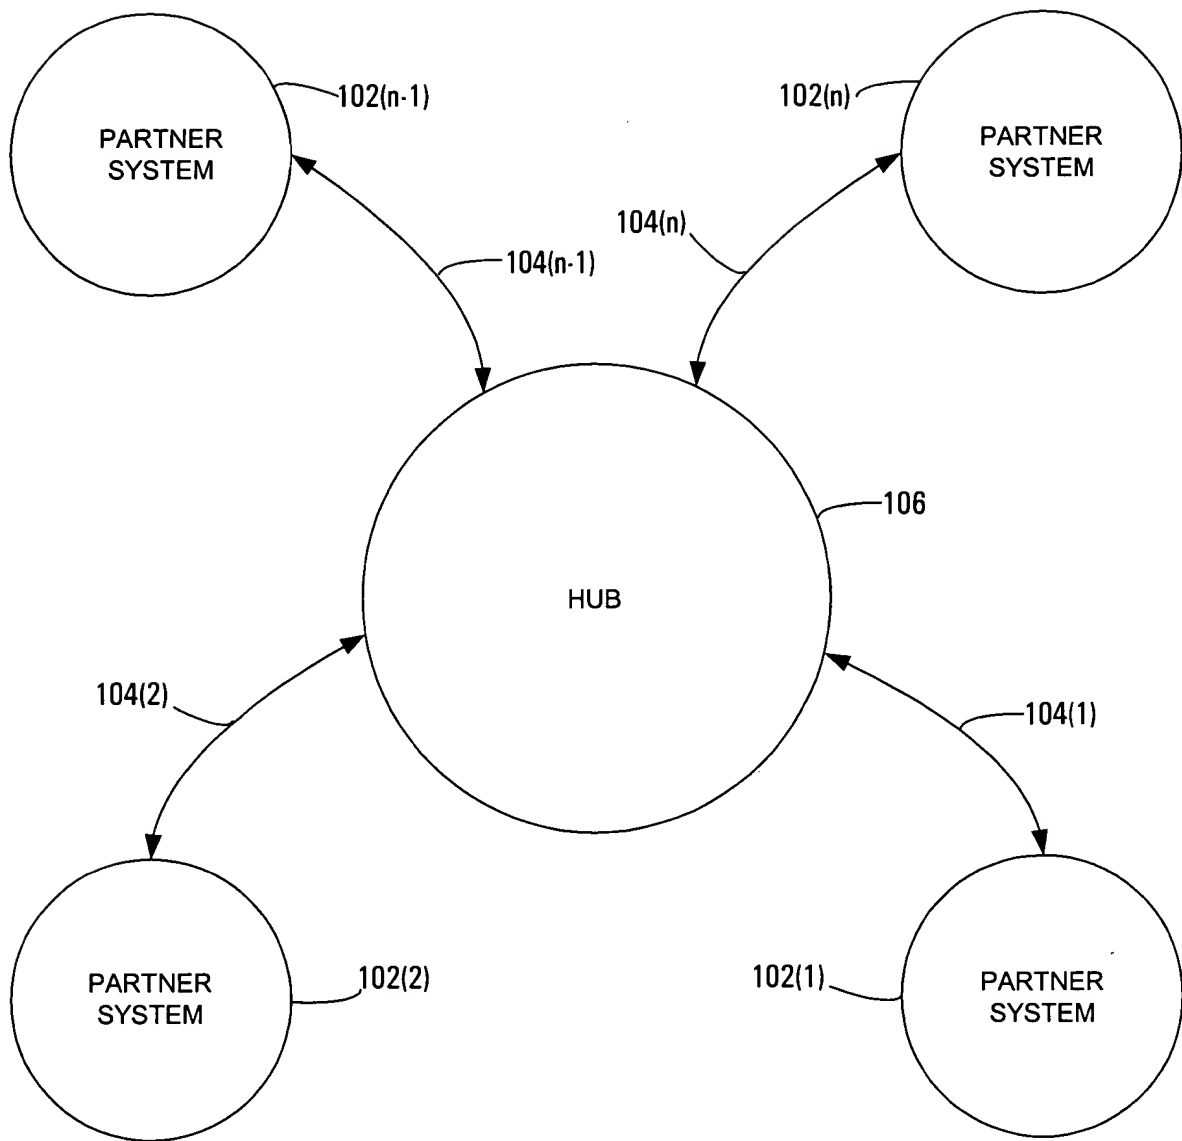 102(n-1)
102(n)
PARTNER
SYSTEM
PARTNER
SYSTEM
104(n)
104(n-1)
106
HUB
104(2)
104(1)
102(2)
102(1)
PARTNER
SYSTEM
PARTNER
SYSTEM